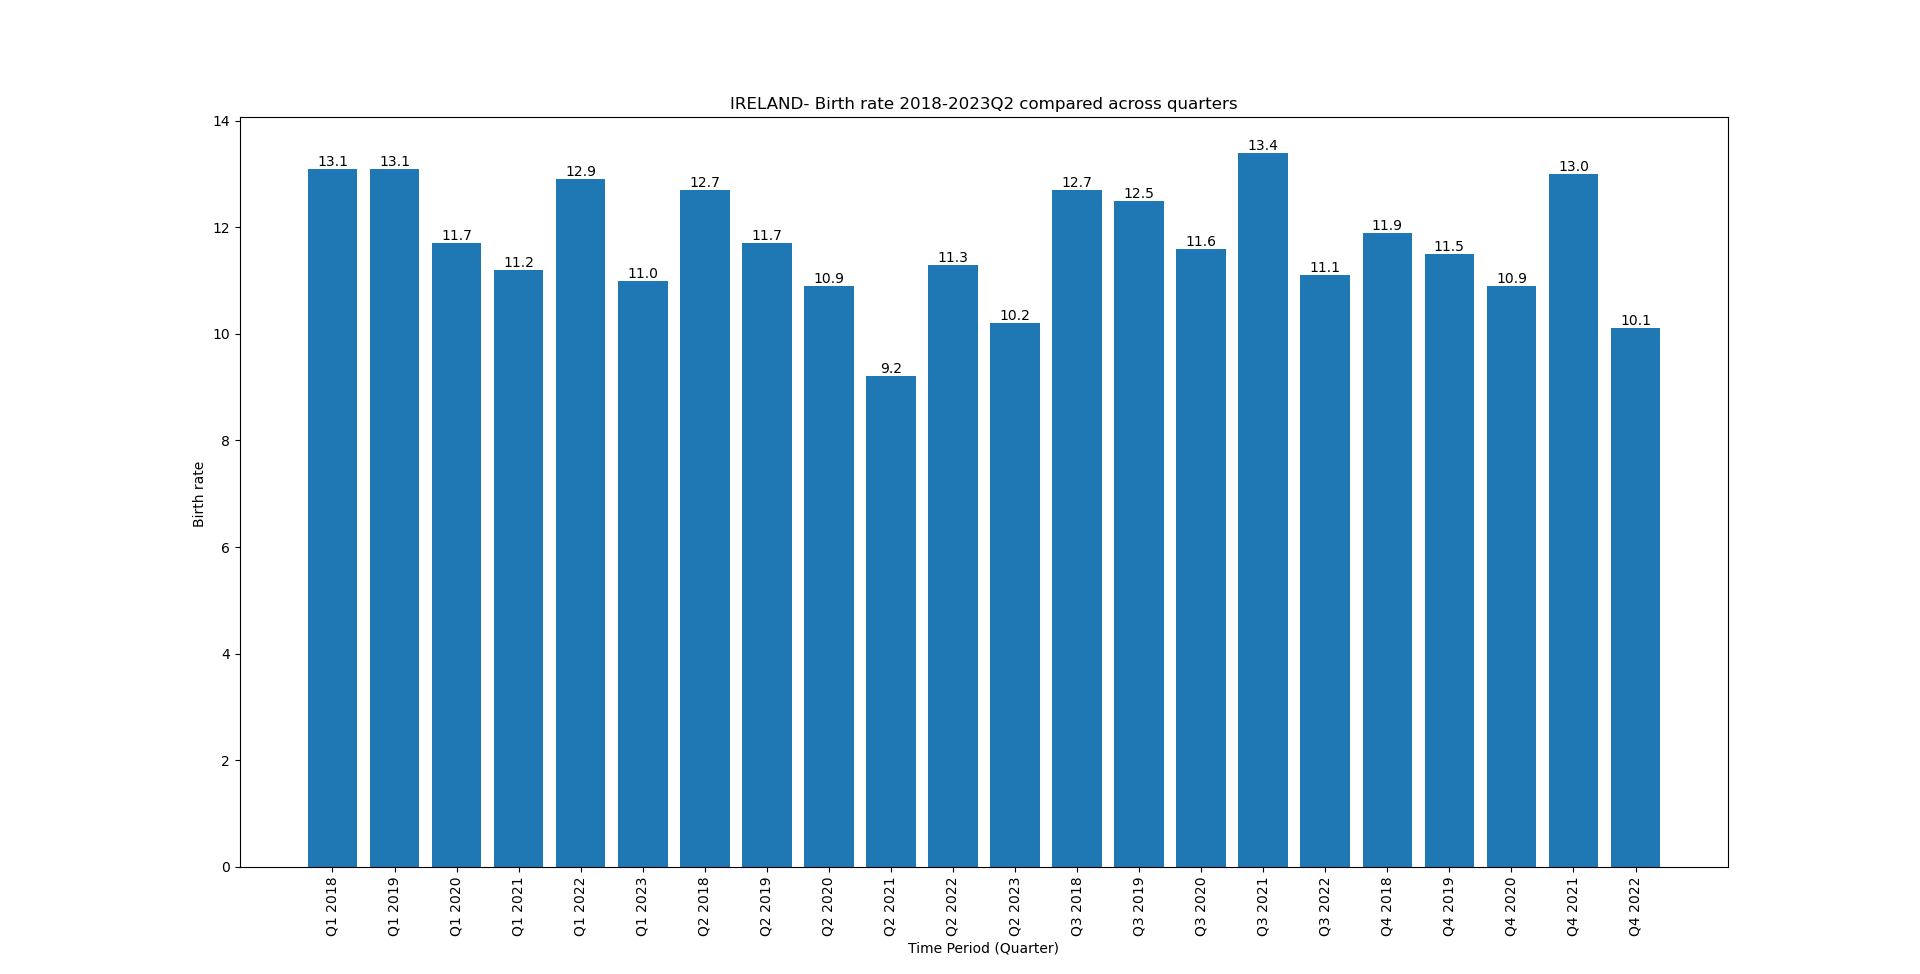 IRELAND- Birth rate 2018-2023Q2 compared across quarters
14
12
10
8
6
4
2
0
Birth rate
13.1
13.1
11.7
11.2
12.9
11.0
12.7
11.7
10.9
9.2
11.3
10.2
12.7
12.5
11.6
13.4
11.1
11.9
11.5
10.9
13.0
10.1
Q1 2018
Q1 2019
Q1 2020
Q1 2021
Q1 2022
Q1 2023
Q2 2018
Q2 2019
Q2 2020
Q2 2021
Q2 2022
Q2 2023
Q3 2018
Q3 2019
Q3 2020
Q3 2021
Q3 2022
Q4 2018
Q4 2019
Q4 2020
Q4 2021
Q4 2022
Time Period (Quarter)